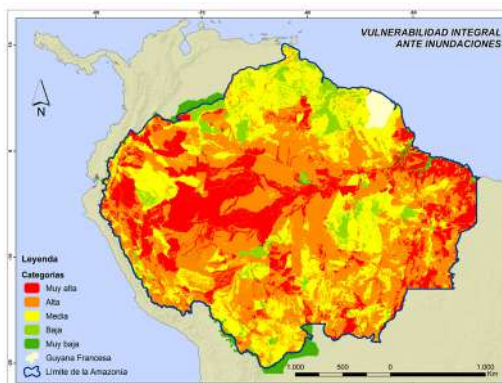 VULNERABILIDAD INTEGRAL
ANTE INUNDACIONES
N
Leyenda
Categorías
Muy alta
Alta
Media
Baja
Muy baja
Guyana Francesa
Límite de la Amazonía
1.000 500 0 1.000
Km